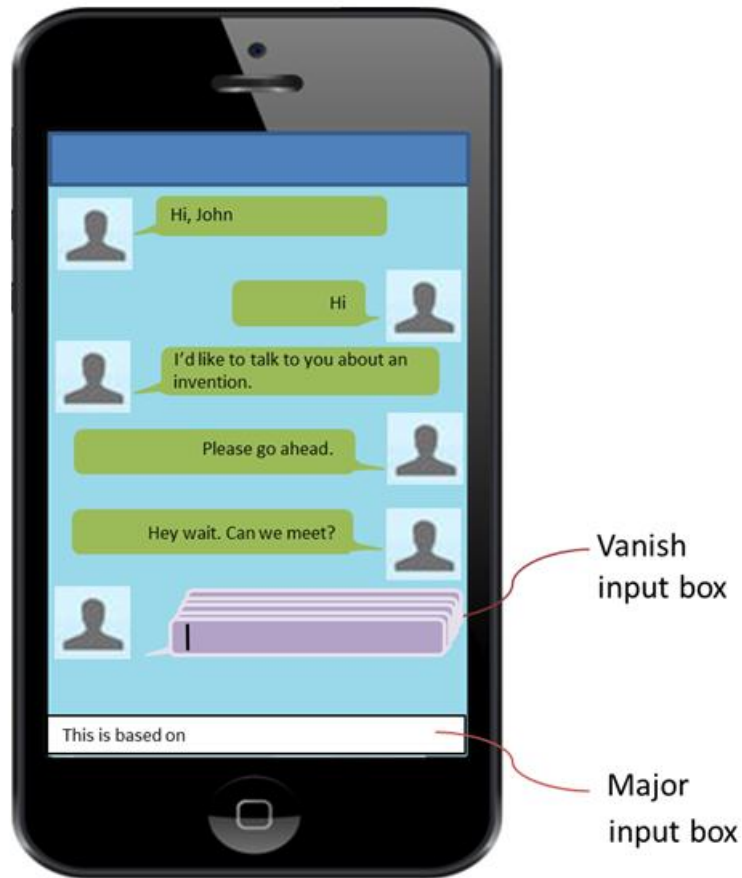 Hi, John
Hi
I'd like to talk to you about an
invention.
Please go ahead.
Hey wait. Can we meet?
Vanish
input box
This is based on
Major
input box